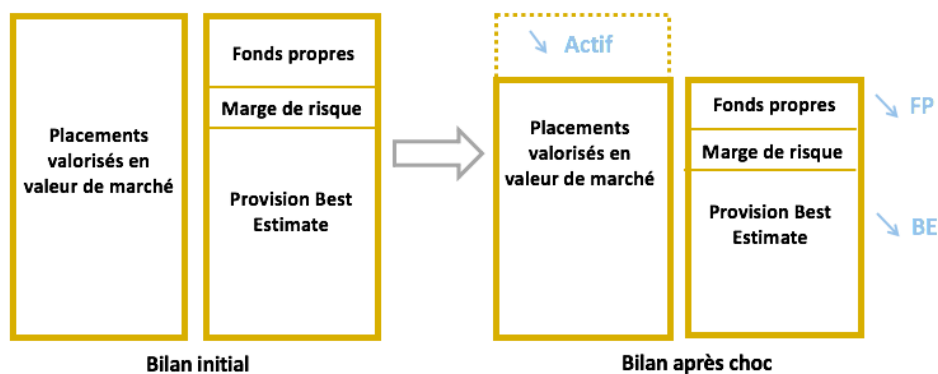 Placements
valorisés en
valeur de marché
Fonds propres
Marge de risque
Provision Best
Estimate
Bilan initial
Actif
Placements
valorisés en
valeur de marché
Fonds propres
Marge de risque
Provision Best
Estimate
FP
BE
Bilan après choc